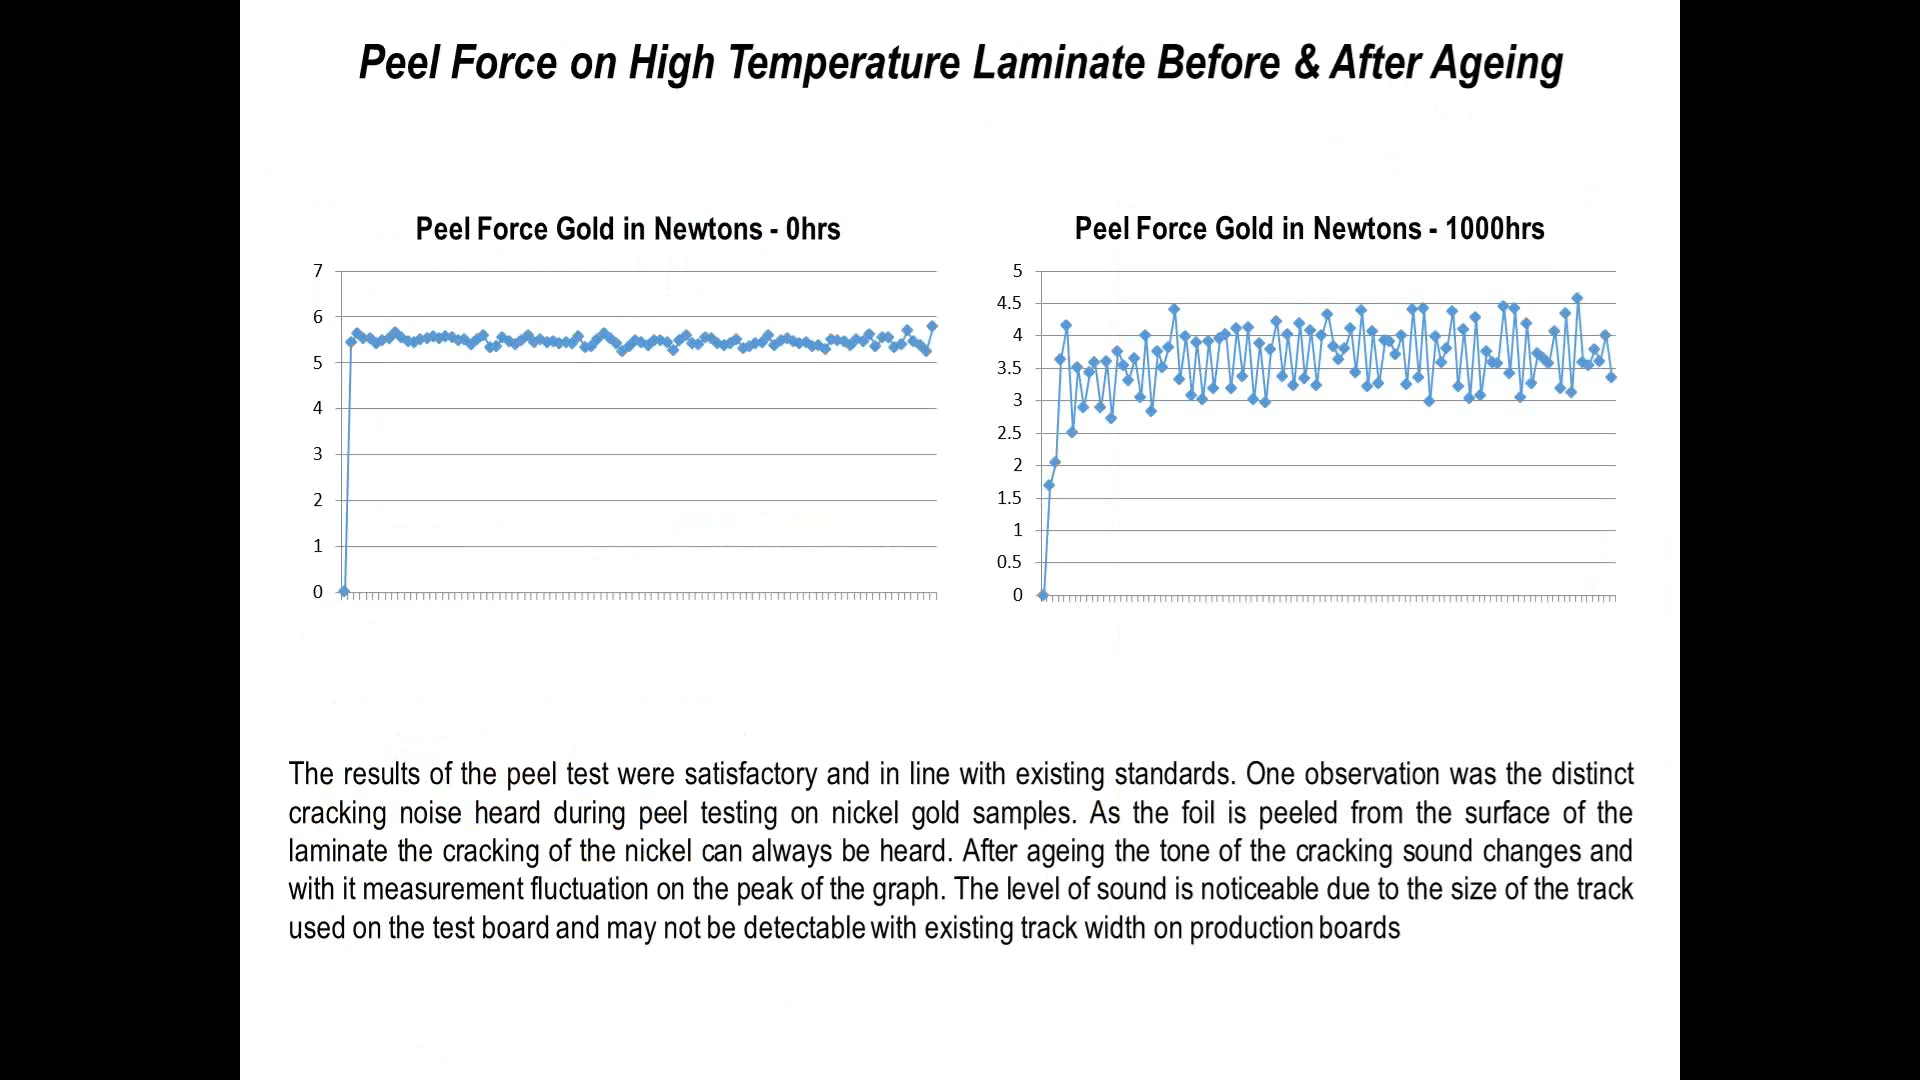 Peel Force on High Temperature Laminate Before & After Ageing
Peel Force Gold in Newtons - 0hrs
7
6
5
4
3
2
1
0
Peel Force Gold in Newtons - 1000hrs
5
4.5
4
3.5
3
2.5
2
1.5
1
0.5
0
The results of the peel test were satisfactory and in line with existing standards. One observation was the distinct
cracking noise heard during peel testing on nickel gold samples. As the foil is peeled from the surface of the
laminate the cracking of the nickel can always be heard. After ageing the tone of the cracking sound changes and
with it measurement fluctuation on the peak of the graph. The level of sound is noticeable due to the size of the track
used on the test board and may not be detectable with existing track width on production boards